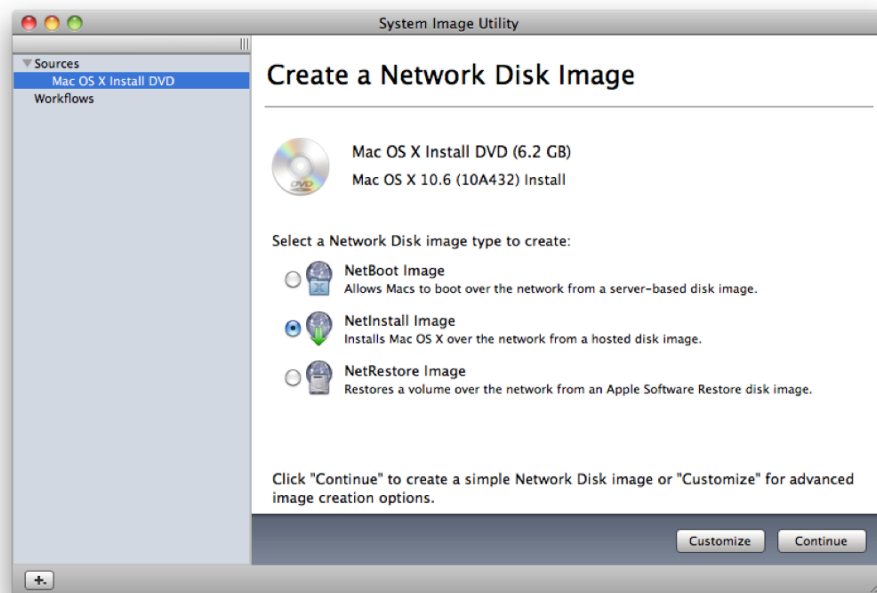 System Image Utility
Sources
Mac OS X Install DVD
Workflows
Create a Network Disk Image
DVD
Mac OS X Install DVD (6.2 GB)
Mac OS X 10.6 (10A432) Install
Select a Network Disk image type to create:
NetBoot Image
Allows Macs to boot over the network from a server-based disk image.
NetInstall Image
Installs Mac OS X over the network from a hosted disk image.
NetRestore Image
Restores a volume over the network from an Apple Software Restore disk image.
Click "Continue" to create a simple Network Disk image or "Customize" for advanced
image creation options.
Customize
Continue